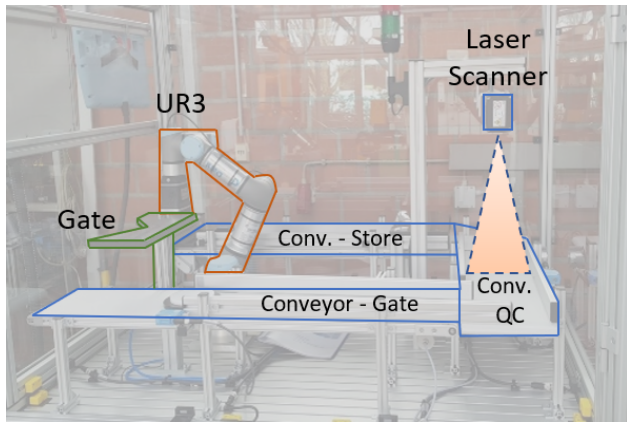 Laser
Scanner
UR3
Gate
Conv. - Store
Conveyor - Gate
Conv.
QC